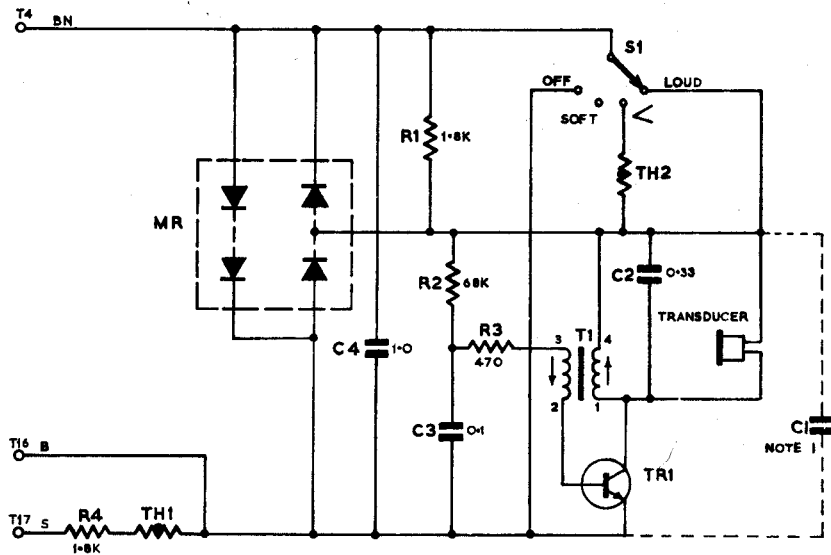 T4 BN
S1
OFF
LOUD
SOFT
R1 1·8K
TH2
MR
R2 68K
C2 0·33
R3
470
T1
3 4
TRANSDUCER
C4 1·0
2 1
C3 0·1
C1
NOTE 1
T16 B
TR1
T17 S R4 TH1
1·8K